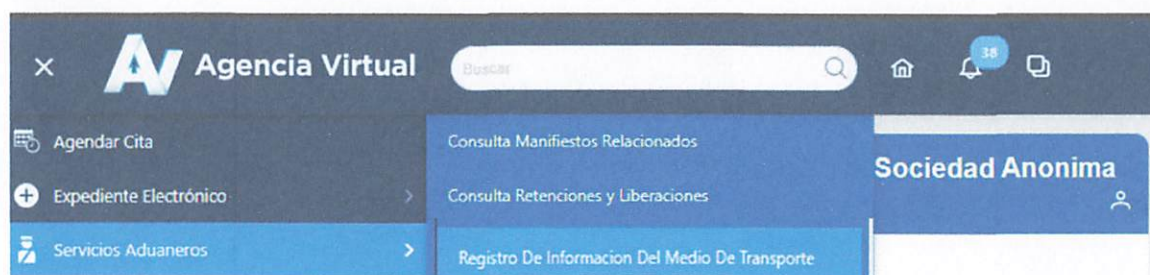 × AV Agencia Virtual Buscar 38
Agendar Cita
Consulta Manifiestos Relacionados
Sociedad Anonima
Expediente Electrónico >
Consulta Retenciones y Liberaciones
Servicios Aduaneros >
Registro De Informacion Del Medio De Transporte